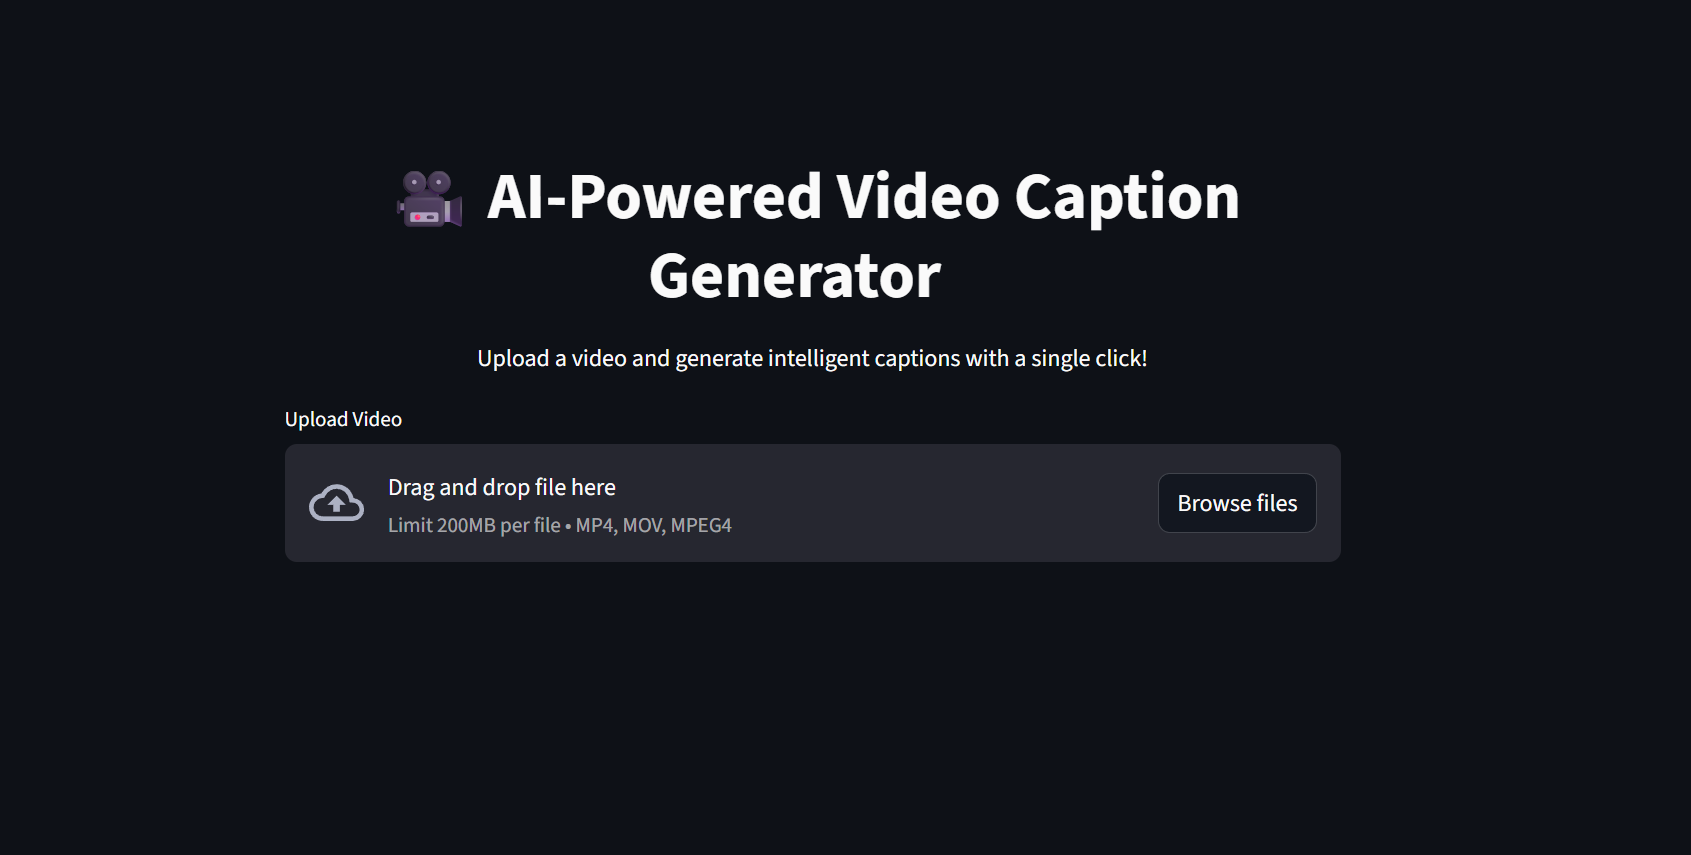 AI-Powered Video Caption
Generator
Upload a video and generate intelligent captions with a single click!
Upload Video
Drag and drop file here
Limit 200MB per file • MP4, MOV, MPEG4
Browse files